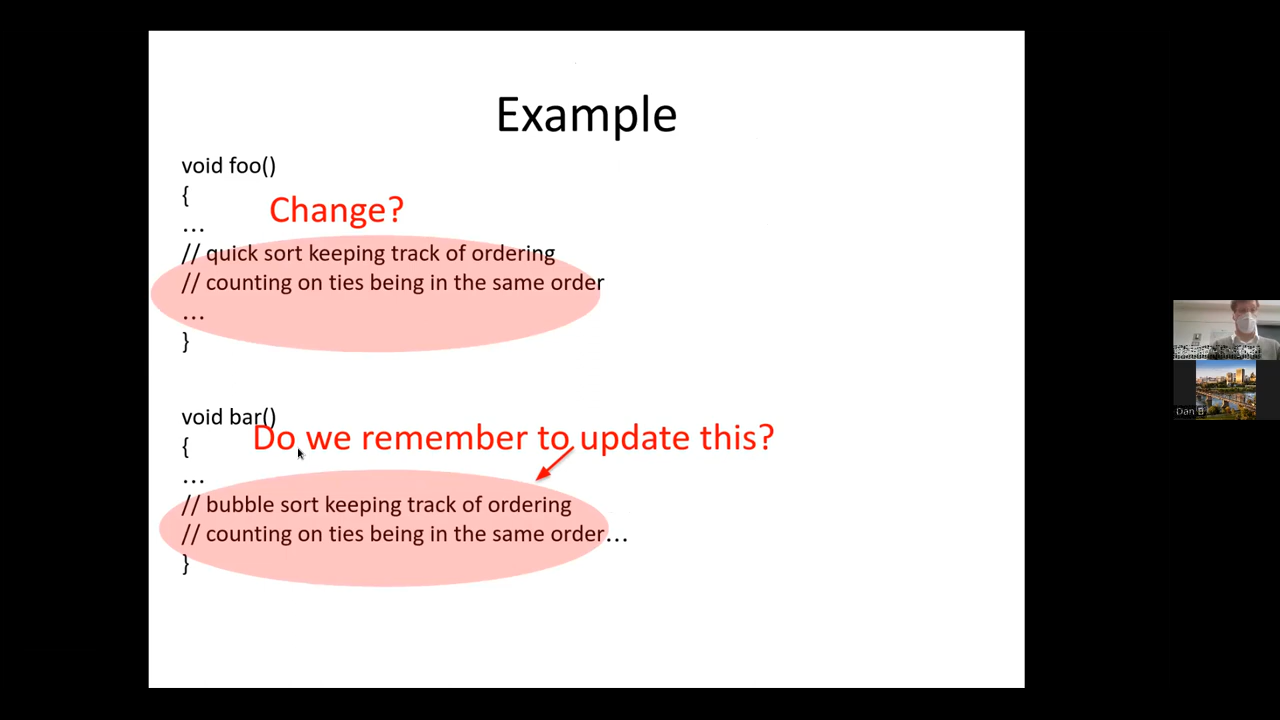 Example
void foo()
{
Change?
…
// quick sort keeping track of ordering
// counting on ties being in the same order
…
}
void bar()
Do we remember to update this?
{
…
// bubble sort keeping track of ordering
// counting on ties being in the same order…
}
Dan B